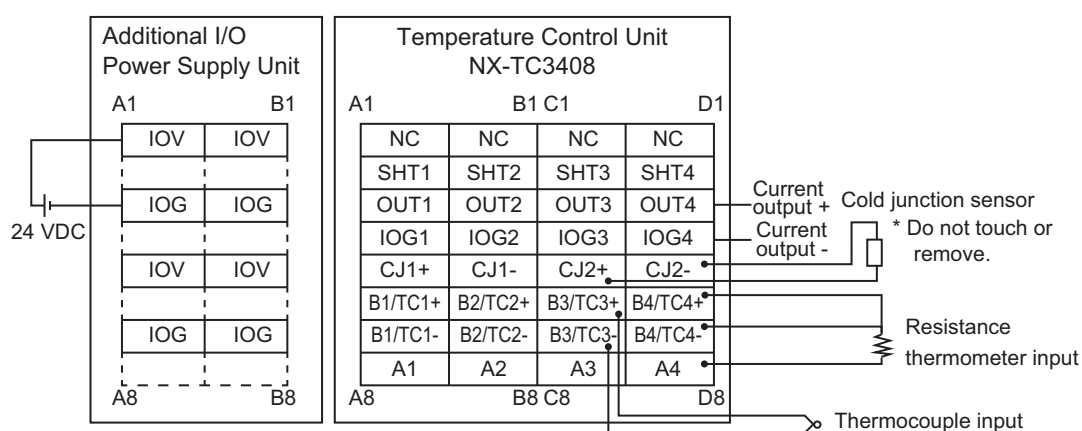 Additional I/O
Power Supply Unit
A1 B1
IOV IOV
IOG IOG
24 VDC
IOV IOV
IOG IOG
A8 B8
Temperature Control Unit
NX-TC3408
A1 B1 C1 D1
NC NC NC NC
SHT1 SHT2 SHT3 SHT4
OUT1 OUT2 OUT3 OUT4
IOG1 IOG2 IOG3 IOG4
CJ1+ CJ1- CJ2+ CJ2-
B1/TC1+ B2/TC2+ B3/TC3+ B4/TC4+
B1/TC1- B2/TC2- B3/TC3- B4/TC4-
A1 A2 A3 A4
A8 B8 C8 D8
Current
output +
Current
output -
Cold junction sensor
* Do not touch or
remove.
Resistance
thermometer input
Thermocouple input